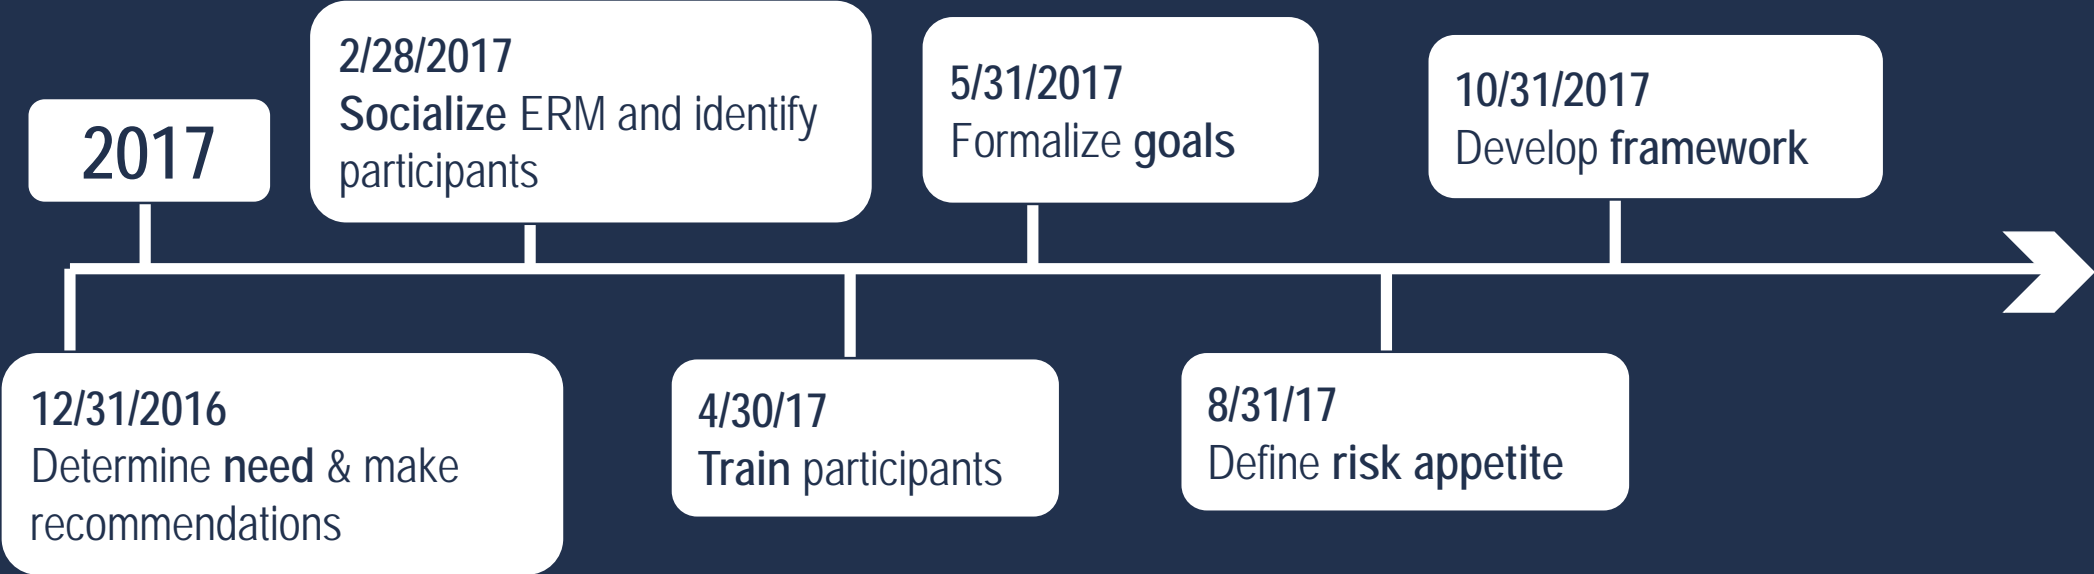 2017
2/28/2017
Socialize ERM and identify
participants
5/31/2017
Formalize goals
10/31/2017
Develop framework
12/31/2016
Determine need & make
recommendations
4/30/17
Train participants
8/31/17
Define risk appetite